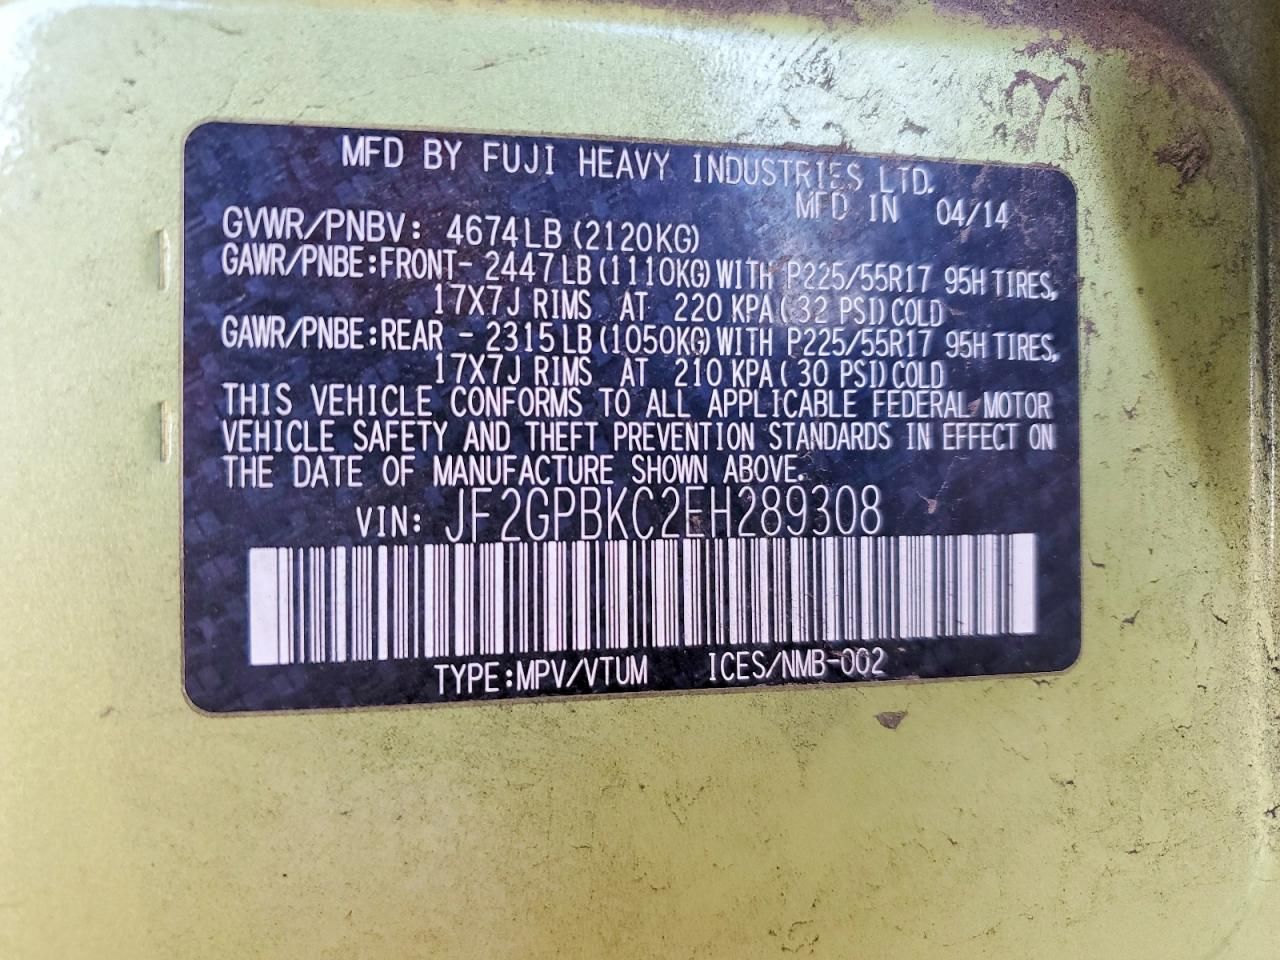 MFD BY FUJI HEAVY INDUSTRIES LTD.
MFD IN 04/14
GVWR/PNBV: 4674LB (2120KG)
GAWR/PNBE:FRONT- 2447LB(1110KG)WITH P225/55R17 95H TIRES,
17X7J RIMS AT 220 KPA(32 PSI)COLD
GAWR/PNBE:REAR - 2315LB(1050KG)WITH P225/55R17 95H TIRES,
17X7J RIMS AT 210 KPA(30 PSI)COLD
THIS VEHICLE CONFORMS TO ALL APPLICABLE FEDERAL MOTOR
VEHICLE SAFETY AND THEFT PREVENTION STANDARDS IN EFFECT ON
THE DATE OF MANUFACTURE SHOWN ABOVE.
VIN: JF2GPBKC2EH289308
TYPE:MPV/VTUM ICES/NMB-002